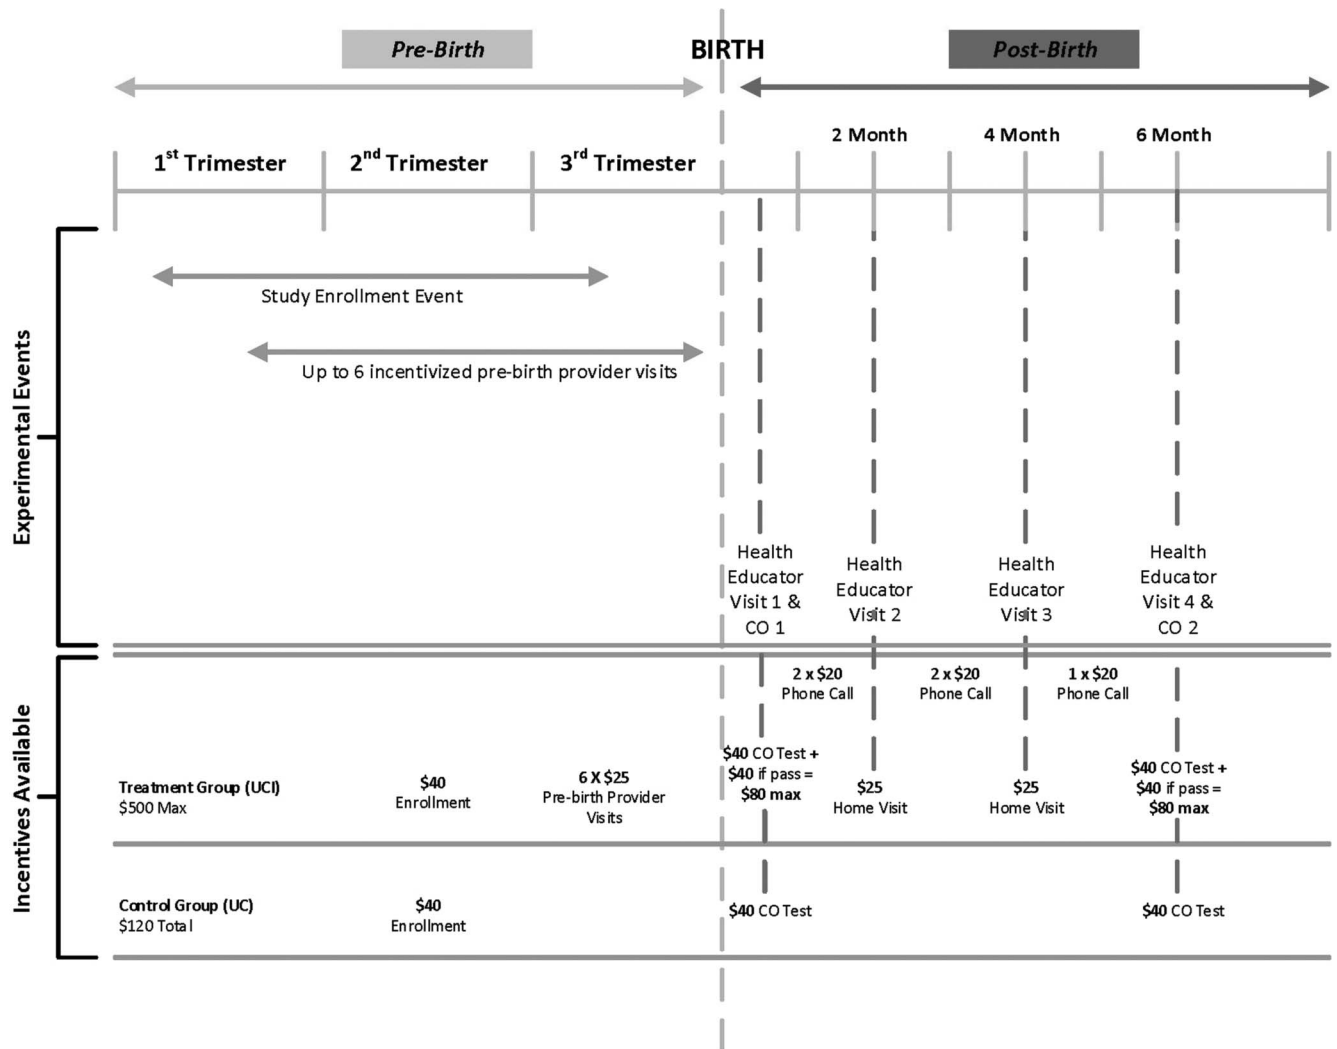 Pre-Birth
BIRTH
Post-Birth
1st Trimester
2nd Trimester
3rd Trimester
2 Month
4 Month
6 Month
Experimental Events
Study Enrollment Event
Up to 6 incentivized pre-birth provider visits
Health
Educator
Visit 1 &
CO 1
Health
Educator
Visit 2
Health
Educator
Visit 3
Health
Educator
Visit 4 &
CO 2
Incentives Available
2 x $20
Phone Call
2 x $20
Phone Call
1 x $20
Phone Call
Treatment Group (UCI)
$500 Max
$40
Enrollment
6 X $25
Pre-birth Provider
Visits
$40 CO Test +
$40 if pass =
$80 max
$25
Home Visit
$25
Home Visit
$40 CO Test +
$40 if pass =
$80 max
Control Group (UC)
$120 Total
$40
Enrollment
$40 CO Test
$40 CO Test